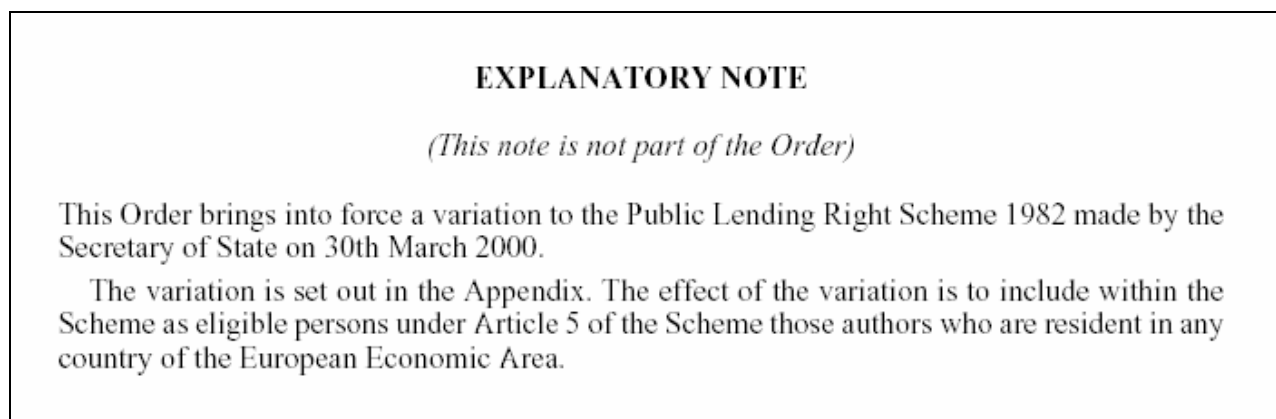 EXPLANATORY NOTE
(This note is not part of the Order)
This Order brings into force a variation to the Public Lending Right Scheme 1982 made by the
Secretary of State on 30th March 2000.
The variation is set out in the Appendix. The effect of the variation is to include within the
Scheme as eligible persons under Article 5 of the Scheme those authors who are resident in any
country of the European Economic Area.